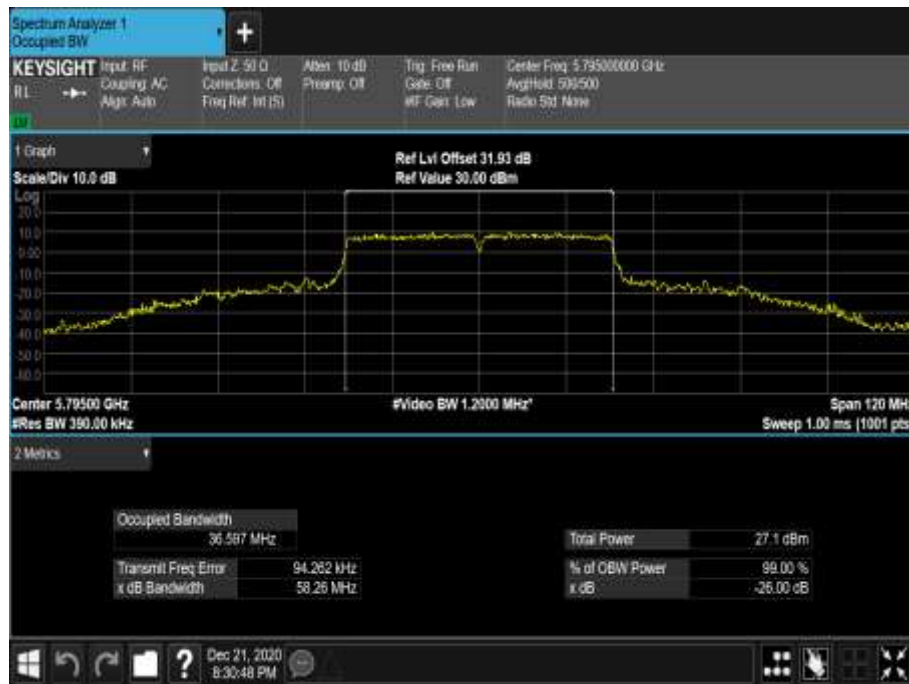 Spectrum Analyzer 1
Occupied BW
+
KEYSIGHT Input: RF Input Z: 50 Ω Atten: 10 dB Trig: Free Run Center Freq: 5.795000000 GHz
RL Coupling: AC Corrections: Off Preamp: Off Gate: Off Avg|Hold: 500/500
Align: Auto Freq Ref: Int (S) #IF Gain: Low Radio Std: None
1 Graph
Ref Lvl Offset 31.93 dB
Scale/Div 10.0 dB Ref Value 30.00 dBm
Log
20.0
10.0
0.00
-10.0
-20.0
-30.0
-40.0
-50.0
-60.0
Center 5.79500 GHz #Video BW 1.2000 MHz* Span 120 MH
#Res BW 390.00 kHz Sweep 1.00 ms (1001 pts
2 Metrics
Occupied Bandwidth
36.597 MHz Total Power 27.1 dBm
Transmit Freq Error 94.262 kHz % of OBW Power 99.00 %
x dB Bandwidth 58.26 MHz x dB -26.00 dB
? Dec 21, 2020
8:30:48 PM